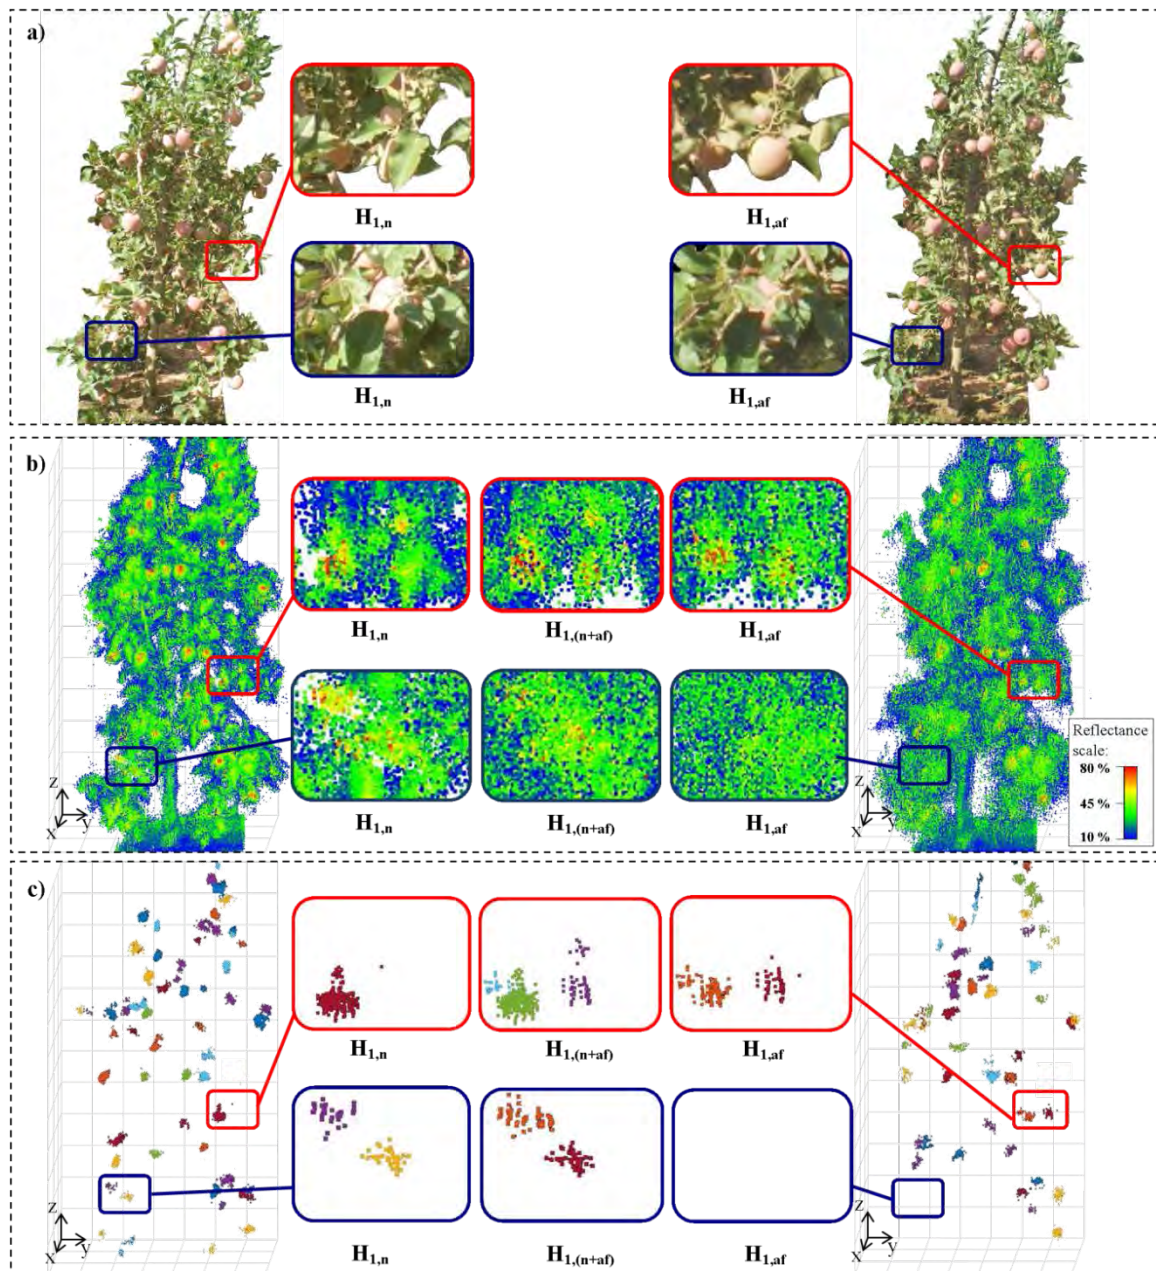 a)
H1,n
H1,af
H1,n
H1,af
b)
H1,n
H1,(n+af)
H1,af
Reflectance
scale:
80 %
45 %
10 %
z
x
y
H1,n
H1,(n+af)
H1,af
z
x
y
c)
H1,n
H1,(n+af)
H1,af
z
x
y
H1,n
H1,(n+af)
H1,af
z
x
y